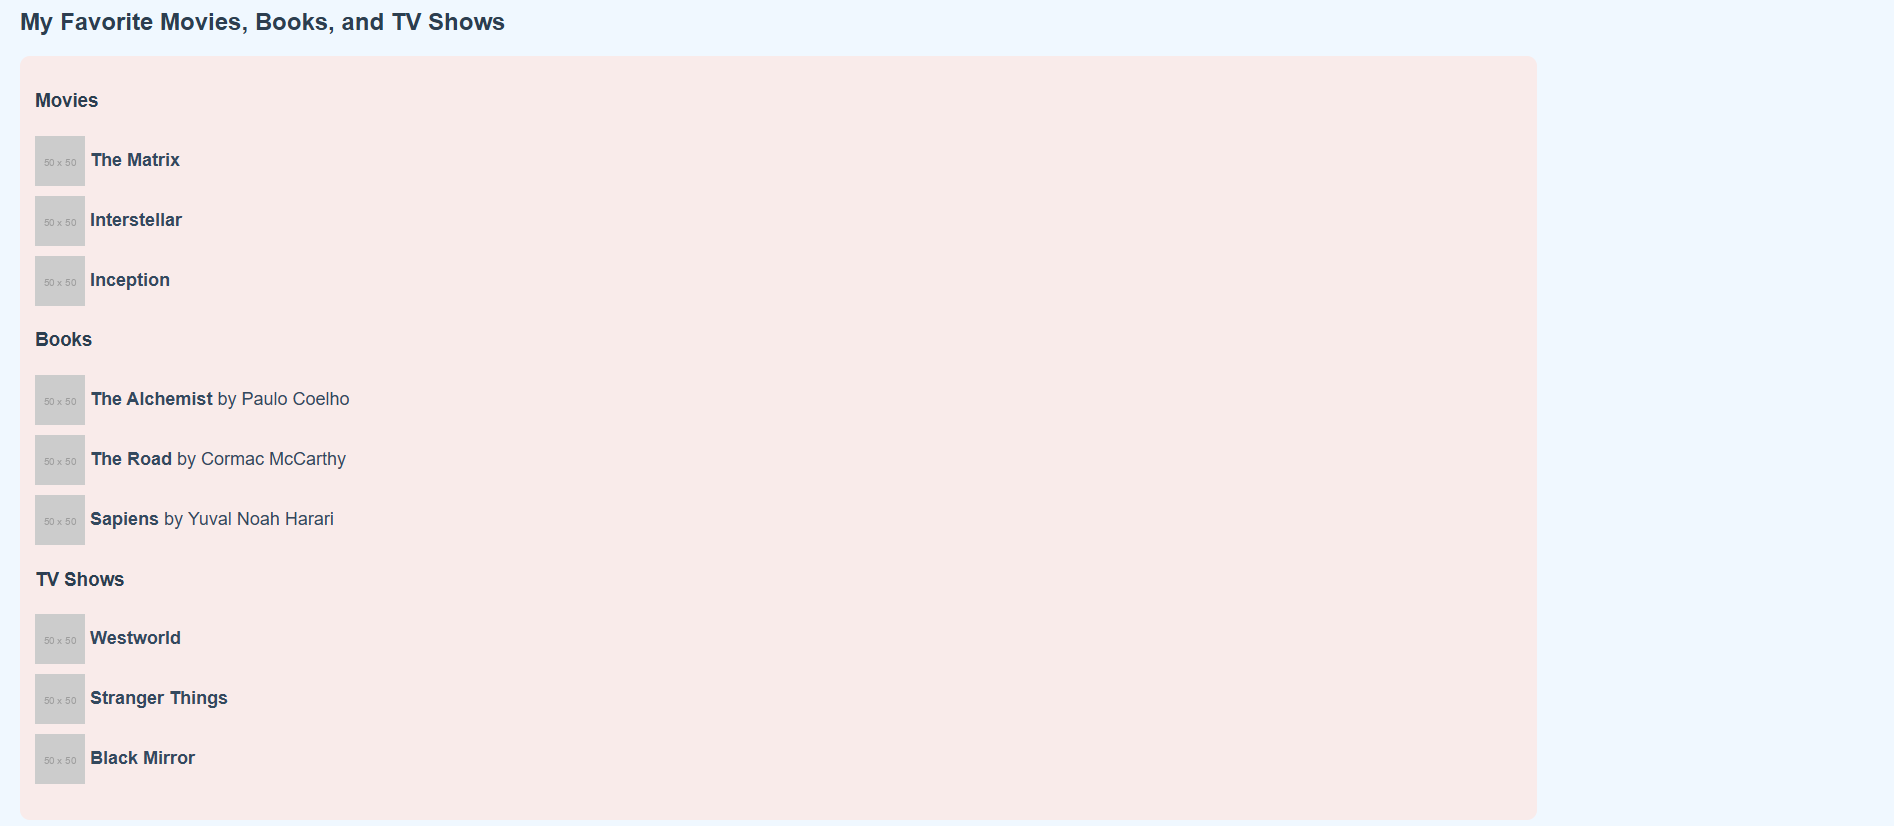 My Favorite Movies, Books, and TV Shows
Movies
50 x 50 The Matrix
50 x 50 Interstellar
50 x 50 Inception
Books
50 x 50 The Alchemist by Paulo Coelho
50 x 50 The Road by Cormac McCarthy
50 x 50 Sapiens by Yuval Noah Harari
TV Shows
50 x 50 Westworld
50 x 50 Stranger Things
50 x 50 Black Mirror